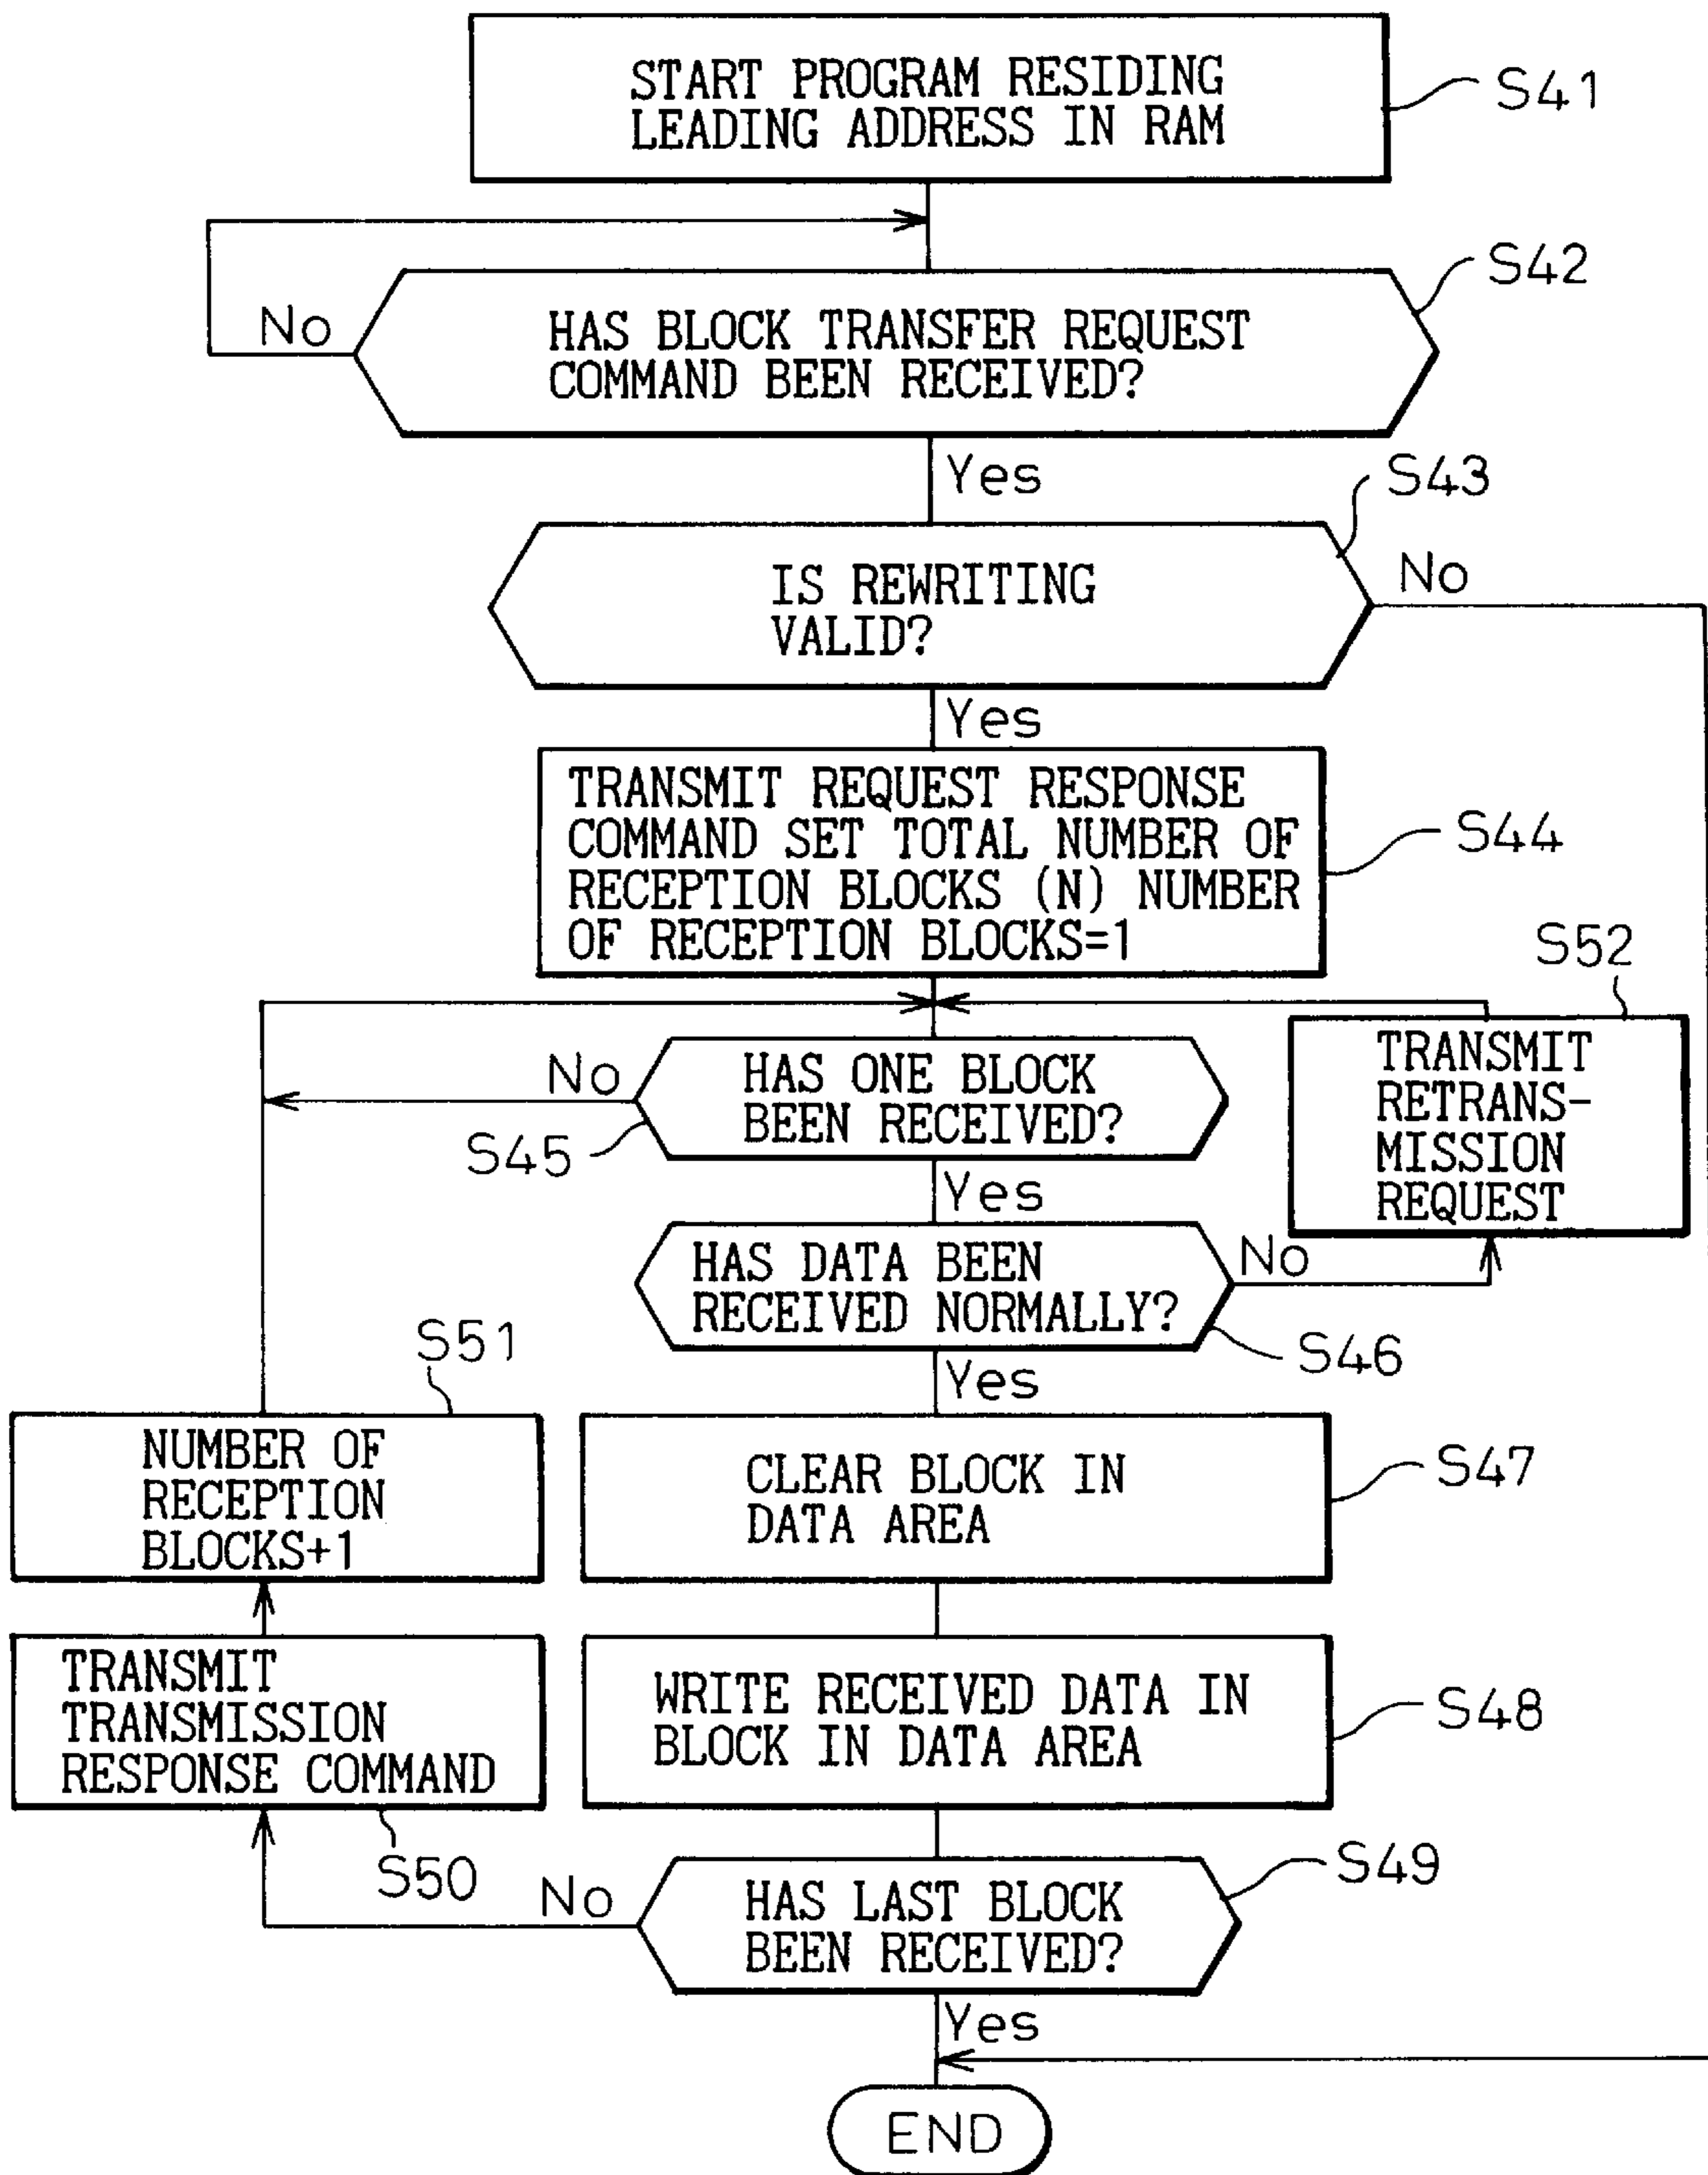 START PROGRAM RESIDING
LEADING ADDRESS IN RAM
S41
No
HAS BLOCK TRANSFER REQUEST
COMMAND BEEN RECEIVED?
S42
Yes
S43
IS REWRITING
VALID?
No
Yes
TRANSMIT REQUEST RESPONSE
COMMAND SET TOTAL NUMBER OF
RECEPTION BLOCKS (N) NUMBER
OF RECEPTION BLOCKS=1
S44
S52
TRANSMIT
RETRANS-
MISSION
REQUEST
No
HAS ONE BLOCK
BEEN RECEIVED?
S45
Yes
HAS DATA BEEN
RECEIVED NORMALLY?
No
S46
Yes
S51
NUMBER OF
RECEPTION
BLOCKS+1
CLEAR BLOCK IN
DATA AREA
S47
TRANSMIT
TRANSMISSION
RESPONSE COMMAND
WRITE RECEIVED DATA IN
BLOCK IN DATA AREA
S48
S50
No
HAS LAST BLOCK
BEEN RECEIVED?
S49
Yes
END